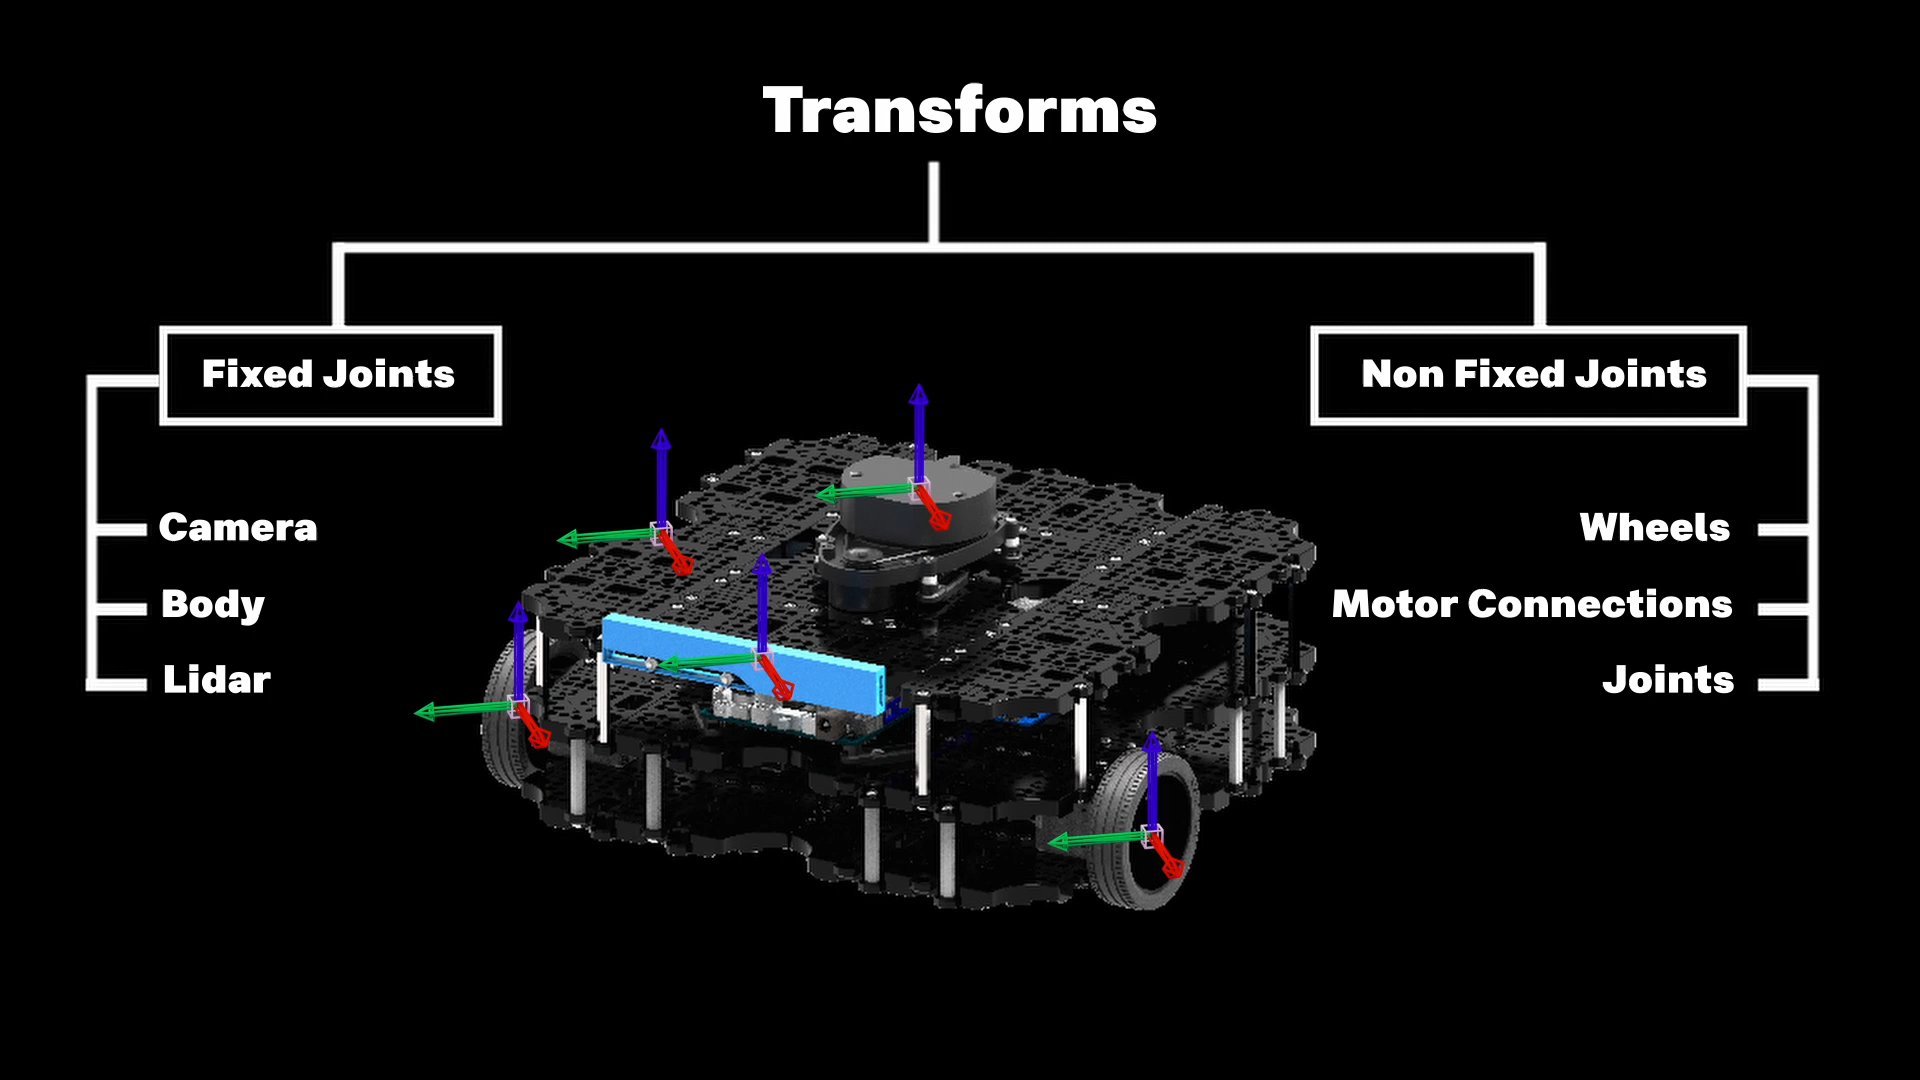 Transforms
Fixed Joints
Camera
Body
Lidar
Non Fixed Joints
Wheels
Motor Connections
Joints